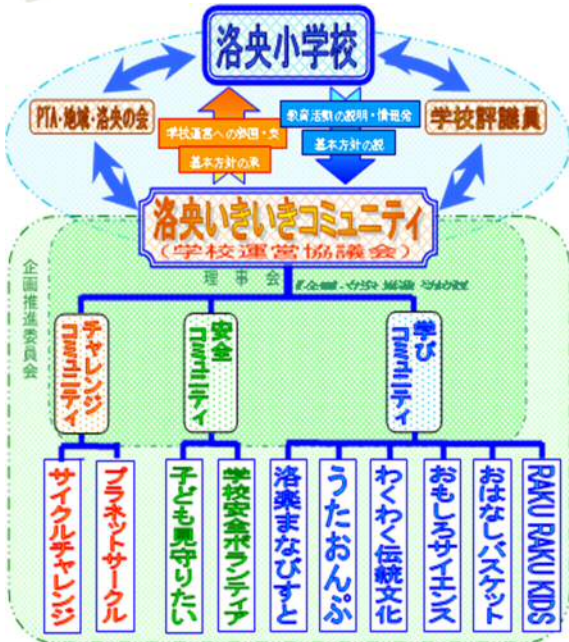 洛央小学校
PTA・地域・洛央の会
学校運営への参画・支
基本方針の承
教育活動の説明・情報発
基本方針の説
学校評議員
洛央いきいきコミュニティ
(学校運営協議会)
企画推進委員会
理事会
チャレンジコミュニティ
安全コミュニティ
学びコミュニティ
サイクルチャレンジ
プラネットサークル
子ども見守りたい
学校安全ボランティア
洛楽まなびすと
うたおんぷ
わくわく伝統文化
おもしろサイエンス
おはなしバスケット
RAKU RAKU KIDS